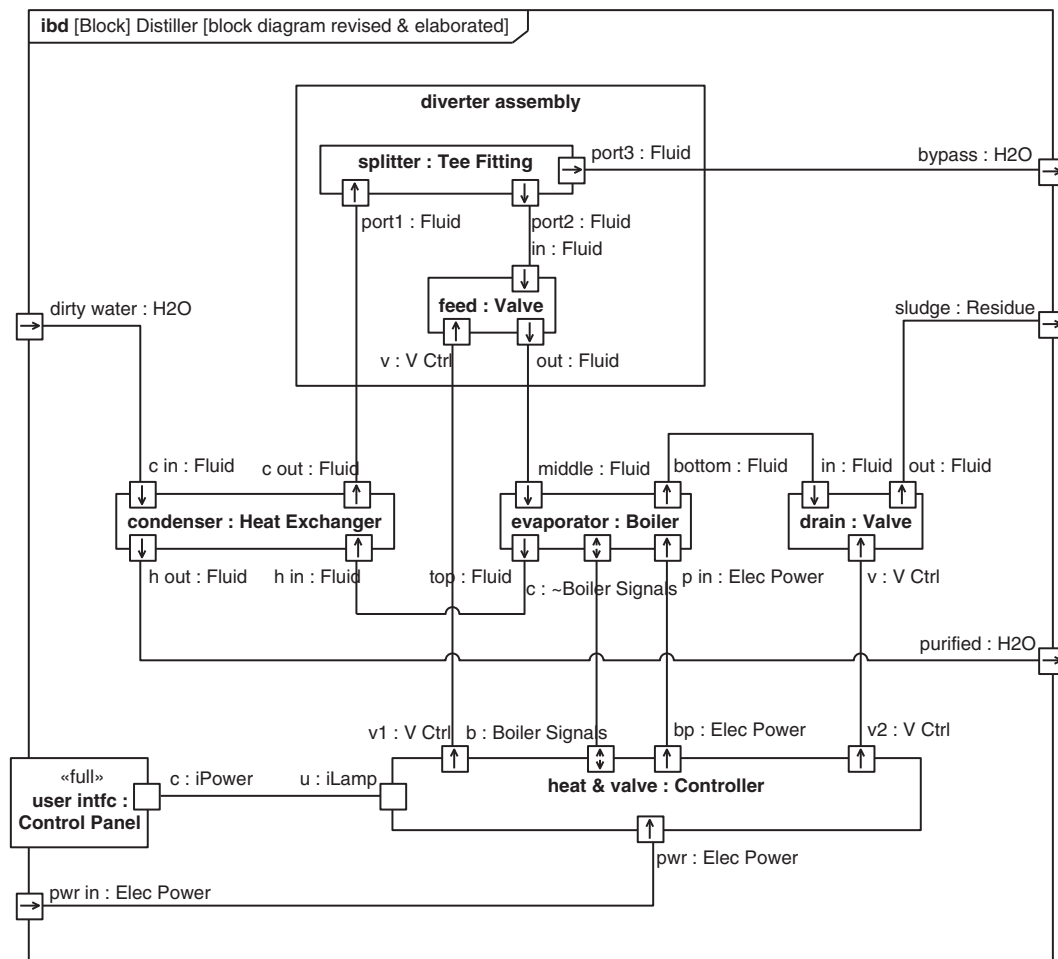 ibd [Block] Distiller [block diagram revised & elaborated]
diverter assembly
splitter : Tee Fitting
port3 : Fluid
bypass : H2O
port1 : Fluid
port2 : Fluid
in : Fluid
feed : Valve
dirty water : H2O
sludge : Residue
v : V Ctrl
out : Fluid
c in : Fluid
c out : Fluid
middle : Fluid
bottom : Fluid
in : Fluid
out : Fluid
condenser : Heat Exchanger
evaporator : Boiler
drain : Valve
h out : Fluid
h in : Fluid
top : Fluid
c : ~Boiler Signals
p in : Elec Power
v : V Ctrl
purified : H2O
v1 : V Ctrl
b : Boiler Signals
bp : Elec Power
v2 : V Ctrl
«full»
user intfc :
Control Panel
c : iPower
u : iLamp
heat & valve : Controller
pwr : Elec Power
pwr in : Elec Power